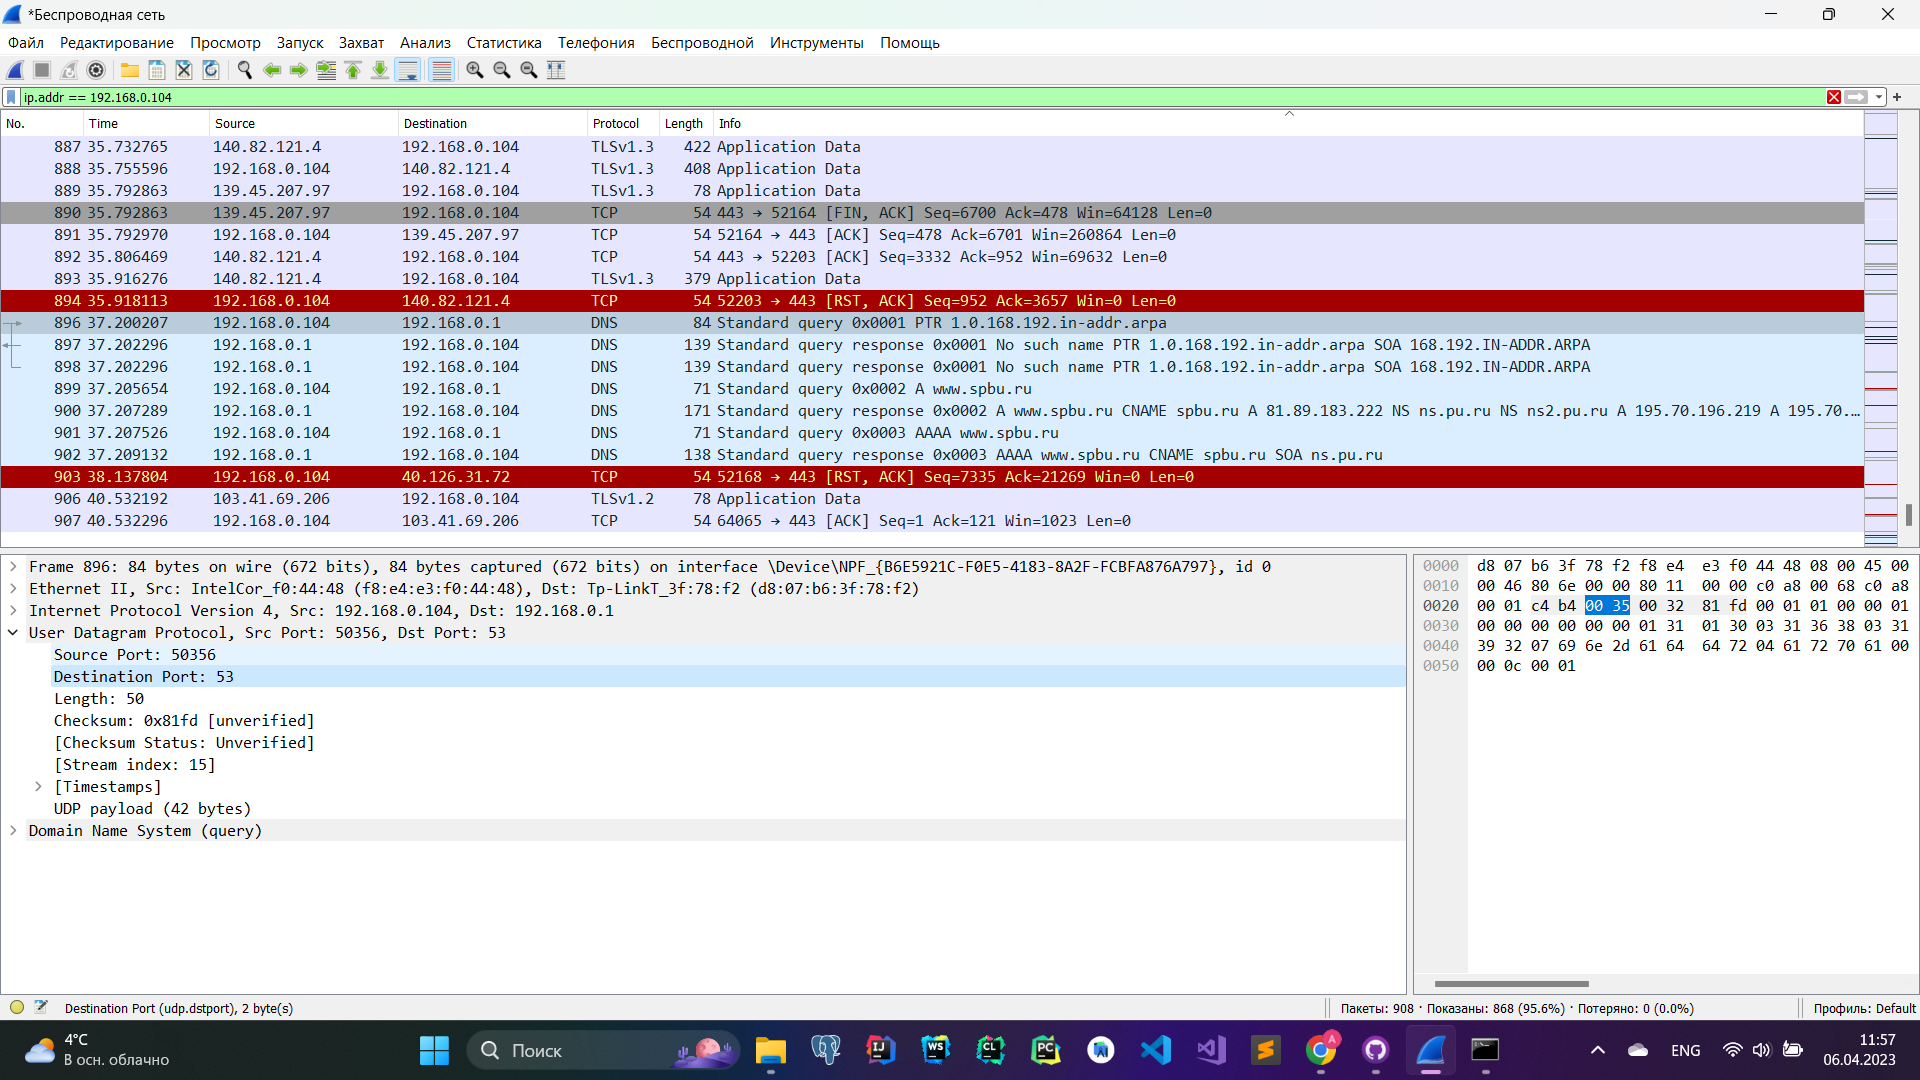 *Беспроводная сеть
Файл Редактирование Просмотр Запуск Захват Анализ Статистика Телефония Беспроводной Инструменты Помощь
ip.addr == 192.168.0.104
No. Time Source Destination Protocol Length Info
887 35.732765 140.82.121.4 192.168.0.104 TLSv1.3 422 Application Data
888 35.755596 192.168.0.104 140.82.121.4 TLSv1.3 408 Application Data
889 35.792863 139.45.207.97 192.168.0.104 TLSv1.3 78 Application Data
890 35.792863 139.45.207.97 192.168.0.104 TCP 54 443 → 52164 [FIN, ACK] Seq=6700 Ack=478 Win=64128 Len=0
891 35.792970 192.168.0.104 139.45.207.97 TCP 54 52164 → 443 [ACK] Seq=478 Ack=6701 Win=260864 Len=0
892 35.806469 140.82.121.4 192.168.0.104 TCP 54 443 → 52203 [ACK] Seq=3332 Ack=952 Win=69632 Len=0
893 35.916276 140.82.121.4 192.168.0.104 TLSv1.3 379 Application Data
894 35.918113 192.168.0.104 140.82.121.4 TCP 54 52203 → 443 [RST, ACK] Seq=952 Ack=3657 Win=0 Len=0
896 37.200207 192.168.0.104 192.168.0.1 DNS 84 Standard query 0x0001 PTR 1.0.168.192.in-addr.arpa
897 37.202296 192.168.0.1 192.168.0.104 DNS 139 Standard query response 0x0001 No such name PTR 1.0.168.192.in-addr.arpa SOA 168.192.IN-ADDR.ARPA
898 37.202296 192.168.0.1 192.168.0.104 DNS 139 Standard query response 0x0001 No such name PTR 1.0.168.192.in-addr.arpa SOA 168.192.IN-ADDR.ARPA
899 37.205654 192.168.0.104 192.168.0.1 DNS 71 Standard query 0x0002 A www.spbu.ru
900 37.207289 192.168.0.1 192.168.0.104 DNS 171 Standard query response 0x0002 A www.spbu.ru CNAME spbu.ru A 81.89.183.222 NS ns.pu.ru NS ns2.pu.ru A 195.70.196.219 A 195.70.…
901 37.207526 192.168.0.104 192.168.0.1 DNS 71 Standard query 0x0003 AAAA www.spbu.ru
902 37.209132 192.168.0.1 192.168.0.104 DNS 138 Standard query response 0x0003 AAAA www.spbu.ru CNAME spbu.ru SOA ns.pu.ru
903 38.137804 192.168.0.104 40.126.31.72 TCP 54 52168 → 443 [RST, ACK] Seq=7335 Ack=21269 Win=0 Len=0
906 40.532192 103.41.69.206 192.168.0.104 TLSv1.2 78 Application Data
907 40.532296 192.168.0.104 103.41.69.206 TCP 54 64065 → 443 [ACK] Seq=1 Ack=121 Win=1023 Len=0
Frame 896: 84 bytes on wire (672 bits), 84 bytes captured (672 bits) on interface \Device\NPF_{B6E5921C-F0E5-4183-8A2F-FCBFA876A797}, id 0
Ethernet II, Src: IntelCor_f0:44:48 (f8:e4:e3:f0:44:48), Dst: Tp-LinkT_3f:78:f2 (d8:07:b6:3f:78:f2)
Internet Protocol Version 4, Src: 192.168.0.104, Dst: 192.168.0.1
User Datagram Protocol, Src Port: 50356, Dst Port: 53
Source Port: 50356
Destination Port: 53
Length: 50
Checksum: 0x81fd [unverified]
[Checksum Status: Unverified]
[Stream index: 15]
[Timestamps]
UDP payload (42 bytes)
Domain Name System (query)
0000 d8 07 b6 3f 78 f2 f8 e4 e3 f0 44 48 08 00 45 00
0010 00 46 80 6e 00 00 80 11 00 00 c0 a8 00 68 c0 a8
0020 00 01 c4 b4 00 35 00 32 81 fd 00 01 01 00 00 01
0030 00 00 00 00 00 00 01 31 01 30 03 31 36 38 03 31
0040 39 32 07 69 6e 2d 61 64 64 72 04 61 72 70 61 00
0050 00 0c 00 01
Destination Port (udp.dstport), 2 byte(s)
Пакеты: 908 · Показаны: 868 (95.6%) · Потеряно: 0 (0.0%)
Профиль: Default
4°C
В осн. облачно
Поиск
IJ
WS
CL
PC
A
ENG
11:57
06.04.2023